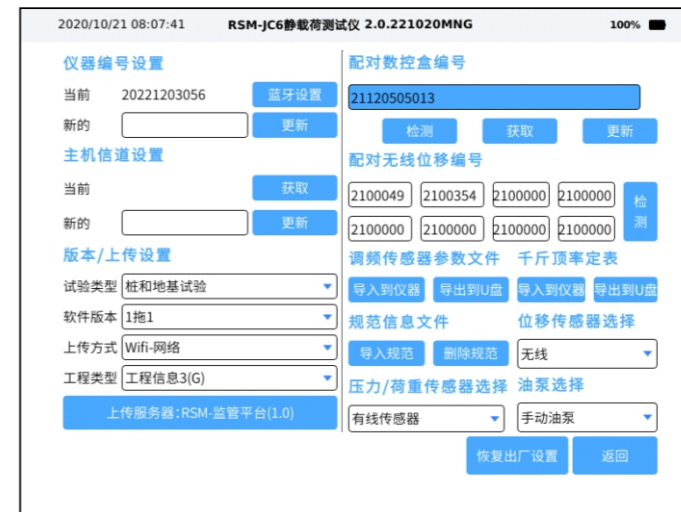 2020/10/21 08:07:41 RSM-JC6静载荷测试仪 2.0.221020MNG 100%
仪器编号设置
当前 20221203056 蓝牙设置
新的 更新
主机信道设置
当前 获取
新的 更新
版本/上传设置
试验类型 桩和地基试验
软件版本 1拖1
上传方式 Wifi-网络
工程类型 工程信息3(G)
上传服务器:RSM-监管平台(1.0)
配对数控盒编号
21120505013
检测 获取 更新
配对无线位移编号
2100049 2100354 2100000 2100000
2100000 2100000 2100000 2100000
检测
调频传感器参数文件 千斤顶率定表
导入到仪器 导出到U盘 导入到仪器 导出到U盘
规范信息文件 位移传感器选择
导入规范 删除规范 无线
压力/荷重传感器选择 油泵选择
有线传感器 手动油泵
恢复出厂设置 返回